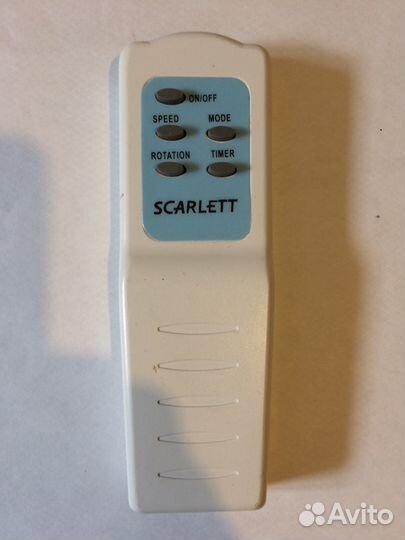 ON/OFF
SPEED MODE
ROTATION TIMER
SCARLETT
Avito